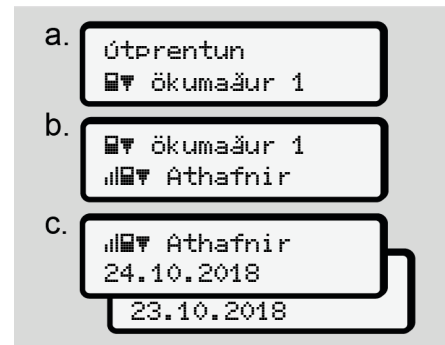 a.
útprentun
ökumaður 1
b.
ökumaður 1
Athafnir
c.
Athafnir
24.10.2018
23.10.2018